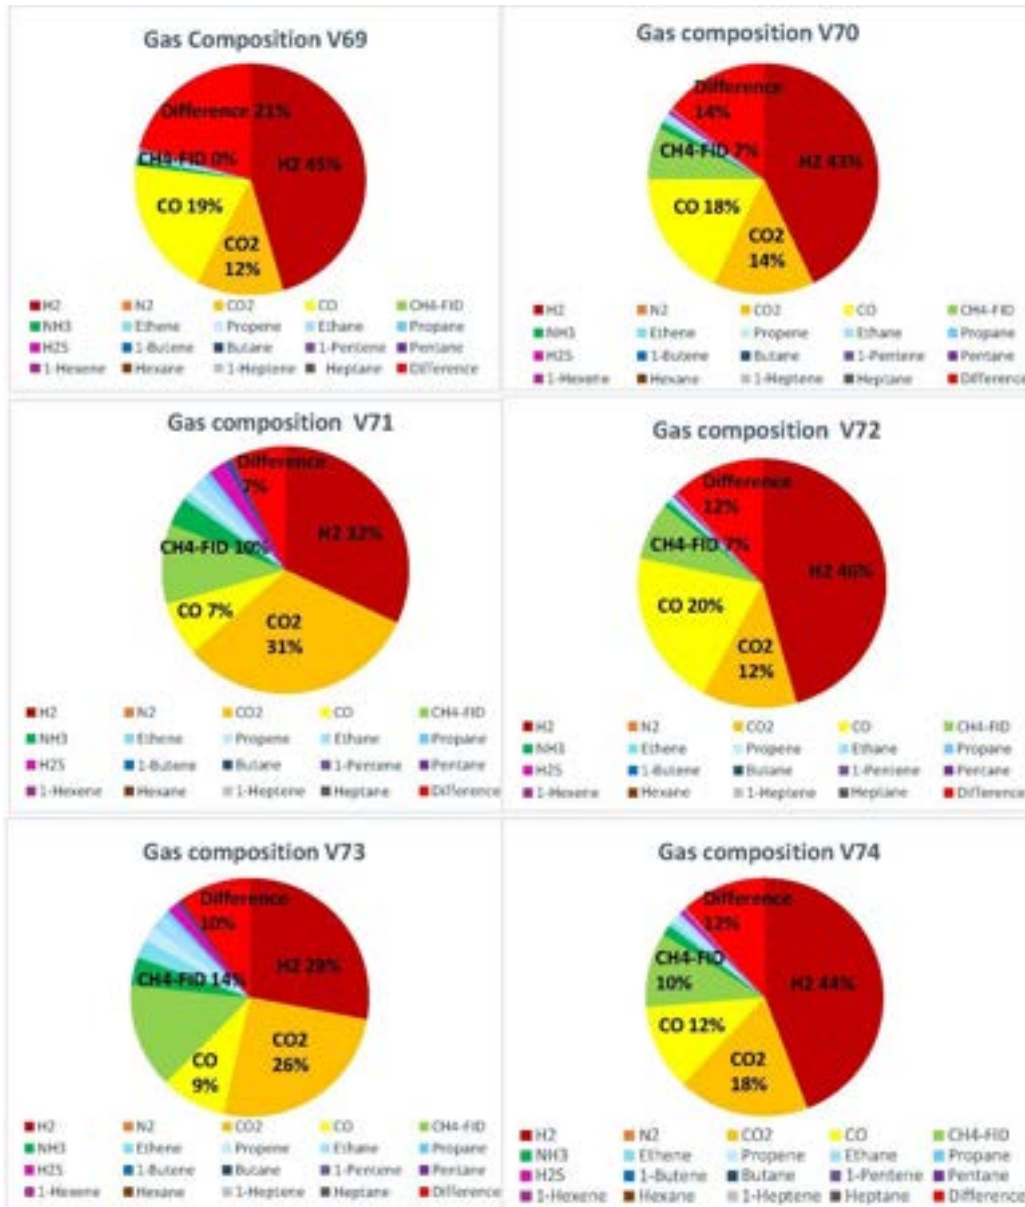 Gas Composition V69
Difference 21%
CH4-FID 0%
H2 45%
CO 19%
CO2
12%
H2 N2 CO2 CO CH4-FID
NH3 Ethene Propene Ethane Propane
H2S 1-Butene Butane 1-Pentene Pentane
1-Hexene Hexane 1-Heptene Heptane Difference
Gas composition V70
Difference
14%
CH4-FID 7%
H2 43%
CO 18%
CO2
14%
H2 N2 CO2 CO CH4-FID
NH3 Ethene Propene Ethane Propane
H2S 1-Butene Butane 1-Pentene Pentane
1-Hexene Hexane 1-Heptene Heptane Difference
Gas composition V71
Difference
7%
H2 32%
CH4-FID 10%
CO 7%
CO2
31%
H2 N2 CO2 CO CH4-FID
NH3 Ethene Propene Ethane Propane
H2S 1-Butene Butane 1-Pentene Pentane
1-Hexene Hexane 1-Heptene Heptane Difference
Gas composition V72
Difference
12%
CH4-FID 7%
H2 46%
CO 20%
CO2
12%
H2 N2 CO2 CO CH4-FID
NH3 Ethene Propene Ethane Propane
H2S 1-Butene Butane 1-Pentene Pentane
1-Hexene Hexane 1-Heptene Heptane Difference
Gas composition V73
Difference
10%
H2 28%
CH4-FID 14%
CO2
26%
CO
9%
H2 N2 CO2 CO CH4-FID
NH3 Ethene Propene Ethane Propane
H2S 1-Butene Butane 1-Pentene Pentane
1-Hexene Hexane 1-Heptene Heptane Difference
Gas composition V74
Difference
12%
CH4-FID
10%
H2 44%
CO 12%
CO2
18%
H2 N2 CO2 CO CH4-FID
NH3 Ethene Propene Ethane Propane
H2S 1-Butene Butane 1-Pentene Pentane
1-Hexene Hexane 1-Heptene Heptane Difference